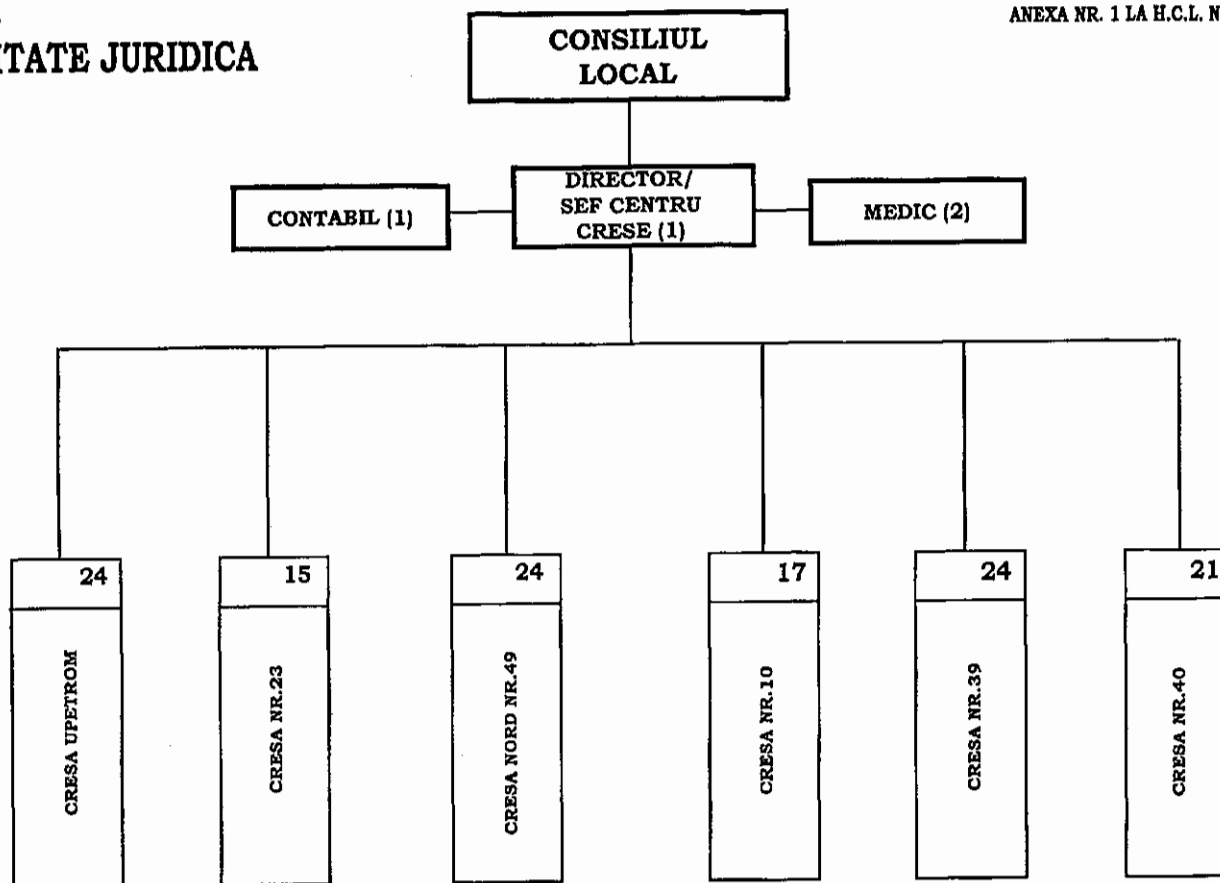 ANEXA NR. 1 LA H.C.L. N
ITATE JURIDICA
CONSILIUL
LOCAL
CONTABIL (1)
DIRECTOR/
SEF CENTRU
CRESE (1)
MEDIC (2)
24
CRESA UPETROM
15
CRESA NR.23
24
CRESA NORD NR.49
17
CRESA NR.10
24
CRESA NR.39
21
CRESA NR.40